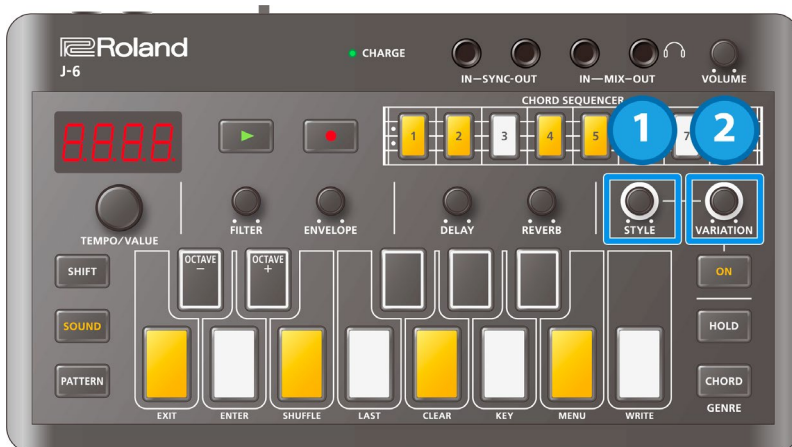 Roland
J-6
CHARGE
IN—SYNC-OUT
IN—MIX—OUT
VOLUME
CHORD SEQUENCER
8.8.8.8.
1
2
3
4
5
7
1
2
FILTER
ENVELOPE
DELAY
REVERB
STYLE
VARIATION
TEMPO/VALUE
OCTAVE
−
OCTAVE
+
SHIFT
ON
SOUND
HOLD
PATTERN
CHORD
GENRE
EXIT
ENTER
SHUFFLE
LAST
CLEAR
KEY
MENU
WRITE